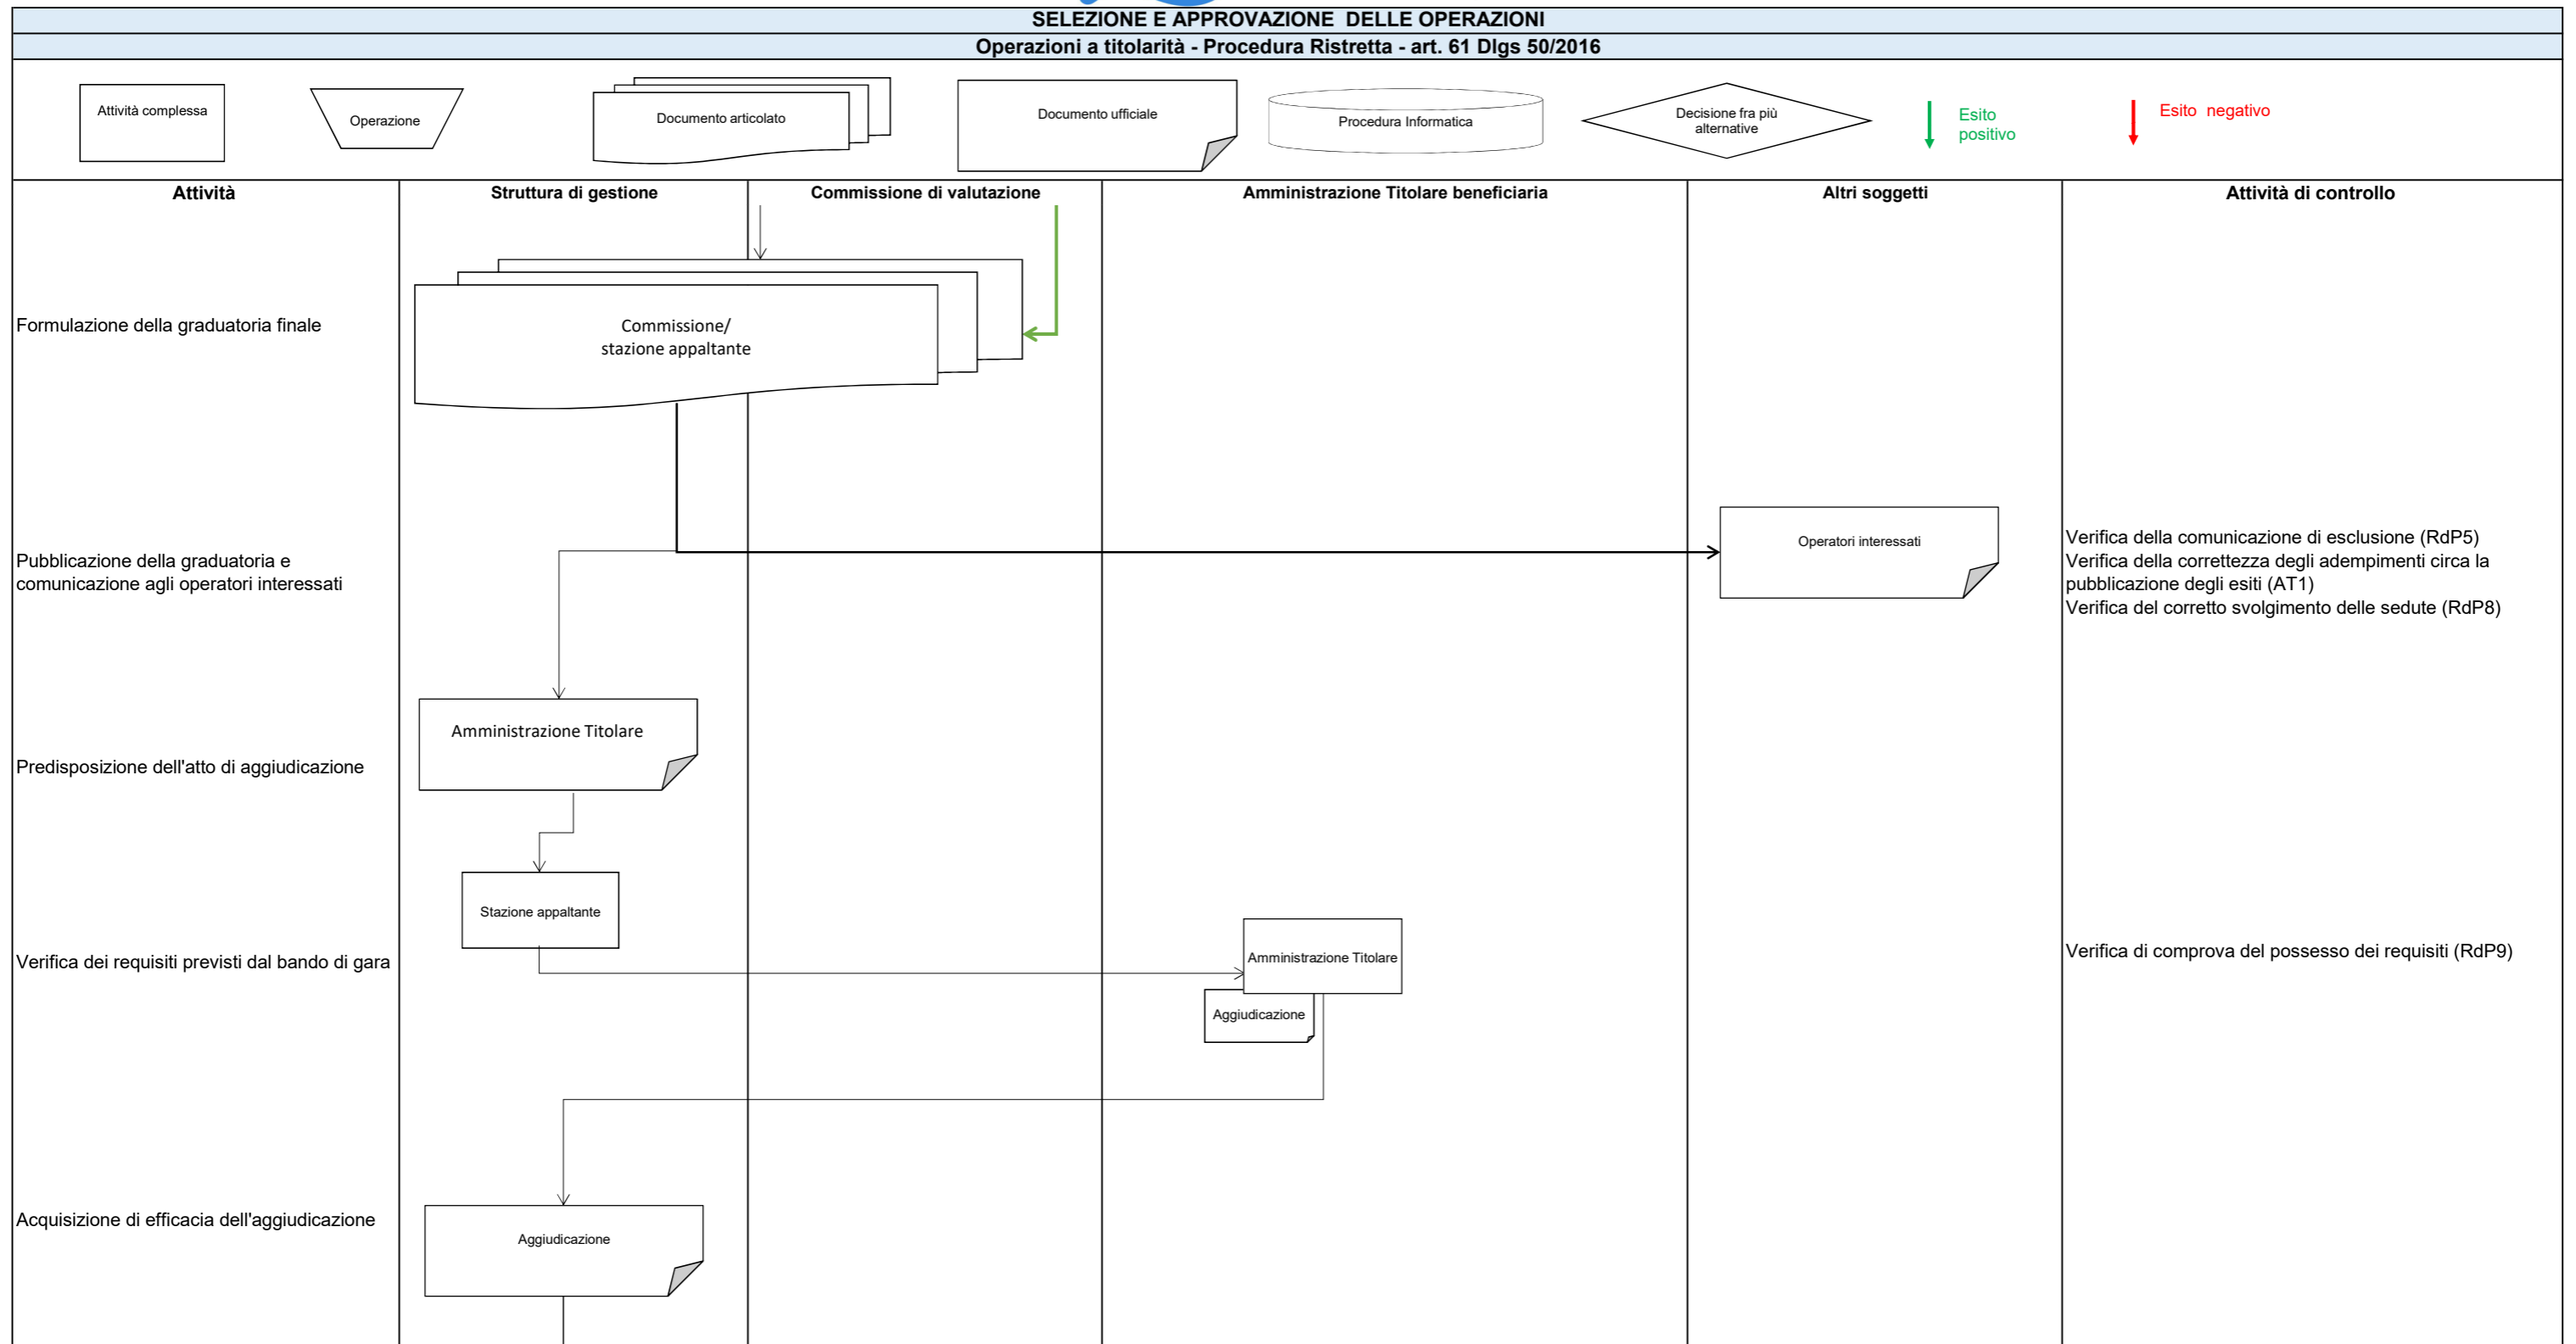 SELEZIONE E APPROVAZIONE DELLE OPERAZIONI
Operazioni a titolarità - Procedura Ristretta - art. 61 Dlgs 50/2016
Attività complessa
Operazione
Documento articolato
Documento ufficiale
Procedura Informatica
Decisione fra più
alternative
Esito
positivo
Esito negativo
Attività
Struttura di gestione
Commissione di valutazione
Amministrazione Titolare beneficiaria
Altri soggetti
Attività di controllo
Formulazione della graduatoria finale
Commissione/
stazione appaltante
Pubblicazione della graduatoria e
comunicazione agli operatori interessati
Operatori interessati
Verifica della comunicazione di esclusione (RdP5)
Verifica della correttezza degli adempimenti circa la
pubblicazione degli esiti (AT1)
Verifica del corretto svolgimento delle sedute (RdP8)
Predisposizione dell'atto di aggiudicazione
Amministrazione Titolare
Stazione appaltante
Verifica dei requisiti previsti dal bando di gara
Amministrazione Titolare
Aggiudicazione
Verifica di comprova del possesso dei requisiti (RdP9)
Acquisizione di efficacia dell'aggiudicazione
Aggiudicazione